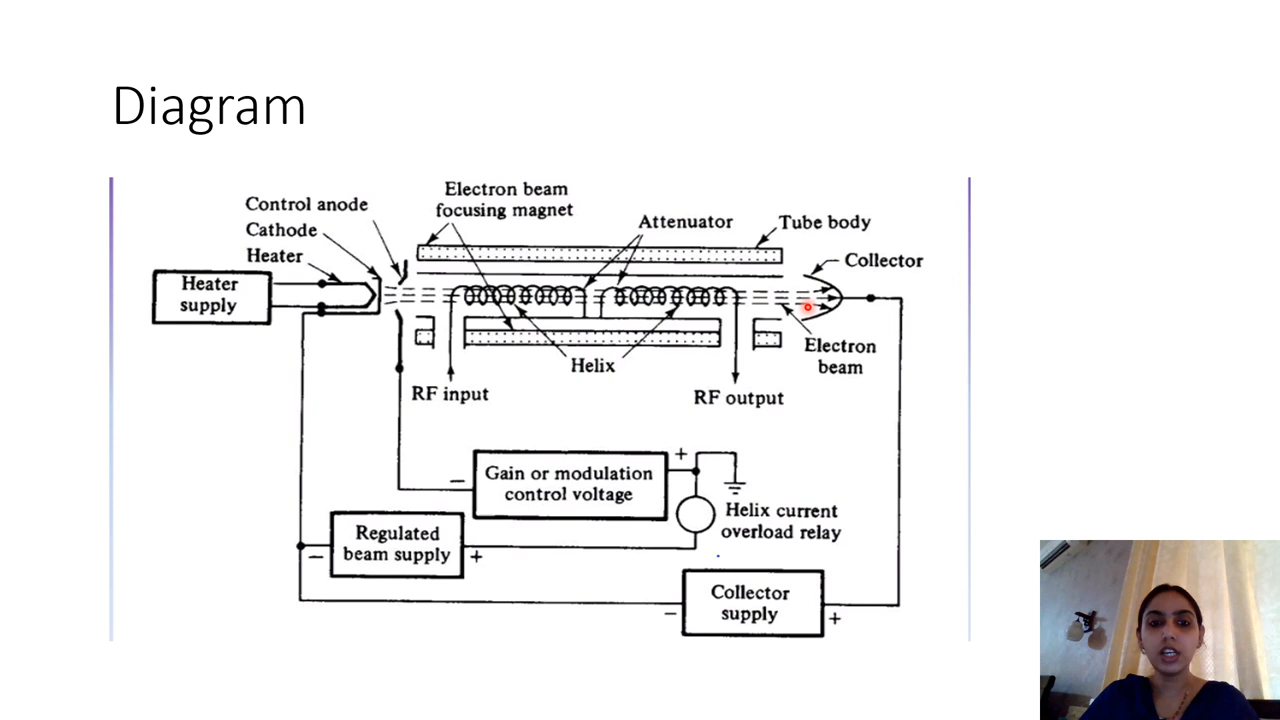 Diagram
Electron beam
focusing magnet
Control anode
Cathode
Heater
Attenuator
Tube body
Collector
Heater
supply
Electron
beam
Helix
RF input
RF output
+
−
Gain or modulation
control voltage
Helix current
overload relay
Regulated
beam supply
−
+
Collector
supply
−
+